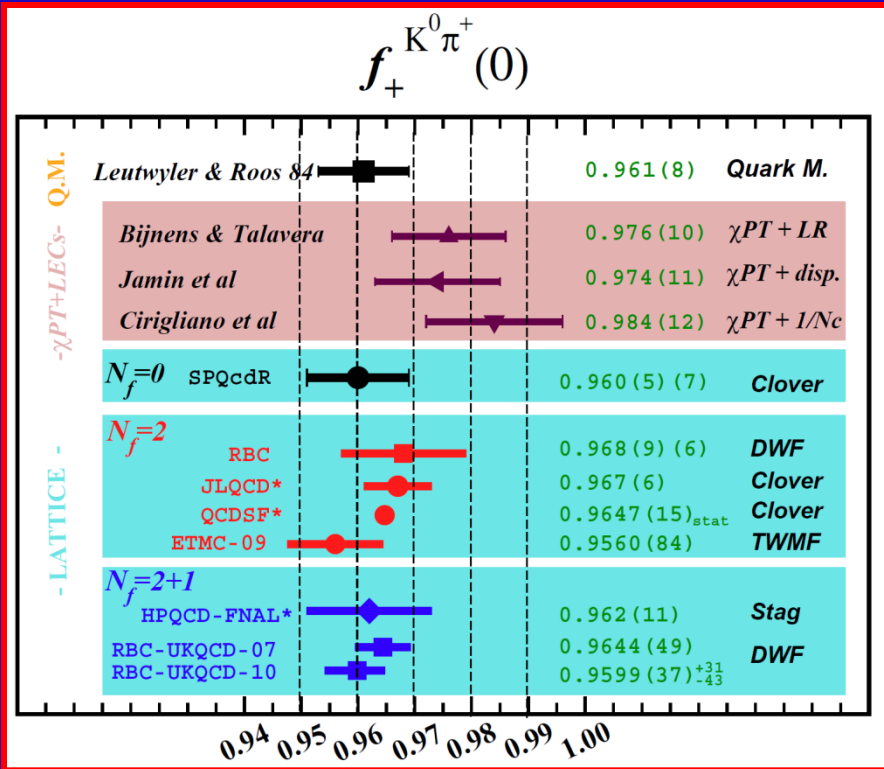 f₊^{K⁰π⁺}(0)
Q.M.
Leutwyler & Roos 84 0.961(8) Quark M.
-χPT+LECs-
Bijnens & Talavera 0.976(10) χPT + LR
Jamin et al 0.974(11) χPT + disp.
Cirigliano et al 0.984(12) χPT + 1/Nc
- LATTICE -
N_f=0 SPQcdR 0.960(5)(7) Clover
N_f=2
RBC 0.968(9)(6) DWF
JLQCD* 0.967(6) Clover
QCDSF* 0.9647(15)_stat Clover
ETMC-09 0.9560(84) TWMF
N_f=2+1
HPQCD-FNAL* 0.962(11) Stag
RBC-UKQCD-07 0.9644(49) DWF
RBC-UKQCD-10 0.9599(37)^{+31}_{-43}
0.94 0.95 0.96 0.97 0.98 0.99 1.00